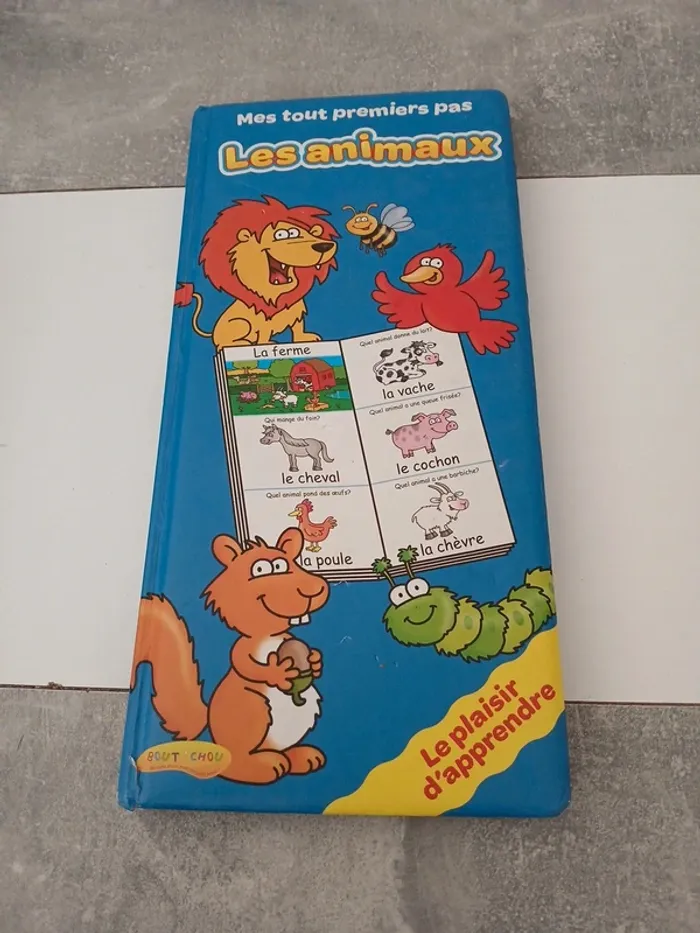 Mes tout premiers pas
Les animaux
La ferme
Quel animal donne du lait?
la vache
Qui mange du foin?
le cheval
Quel animal a une queue frisée?
le cochon
Quel animal pond des œufs?
la poule
Quel animal a une barbiche?
la chèvre
Le plaisir
d'apprendre
BOUT CHOU